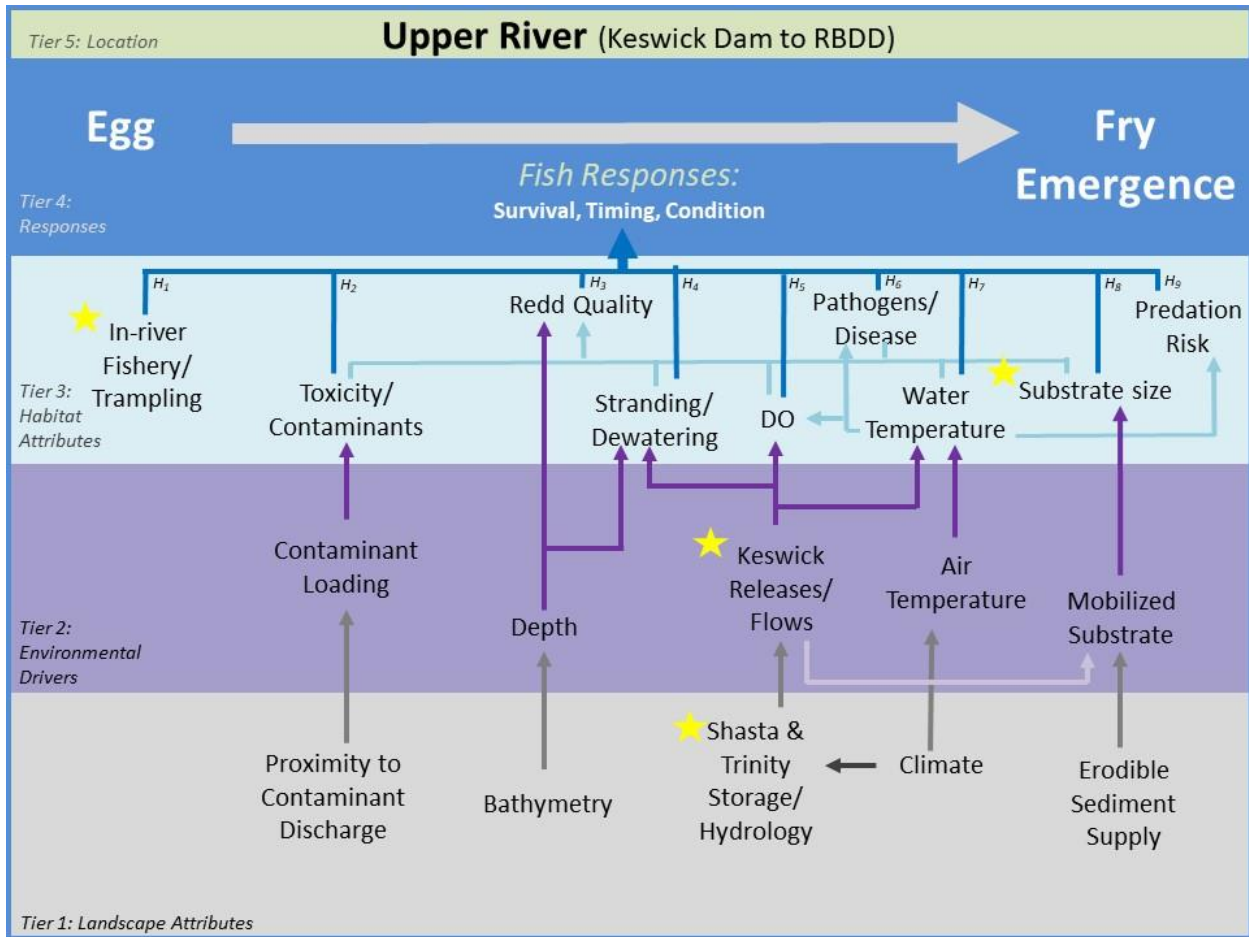 Tier 5: Location
Upper River (Keswick Dam to RBDD)
Egg
Fry
Emergence
Fish Responses:
Survival, Timing, Condition
Tier 4:
Responses
H1
H2
H3
H4
H5
H6
H7
H8
H9
In-river
Fishery/
Trampling
Toxicity/
Contaminants
Redd Quality
Stranding/
Dewatering
DO
Pathogens/
Disease
Water
Temperature
Substrate size
Predation
Risk
Tier 3:
Habitat
Attributes
Contaminant
Loading
Depth
Keswick
Releases/
Flows
Air
Temperature
Mobilized
Substrate
Tier 2:
Environmental
Drivers
Proximity to
Contaminant
Discharge
Bathymetry
Shasta &
Trinity
Storage/
Hydrology
Climate
Erodible
Sediment
Supply
Tier 1: Landscape Attributes